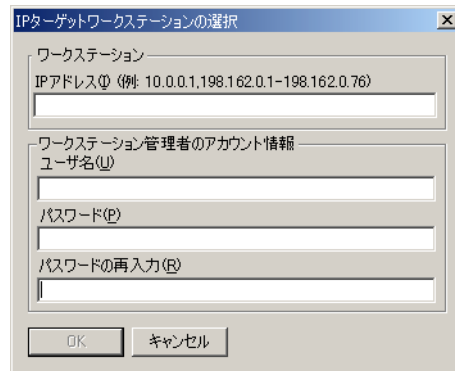 IPターゲットワークステーションの選択
ワークステーション
IPアドレス(I) (例: 10.0.0.1,198.162.0.1-198.162.0.76)
ワークステーション管理者のアカウント情報
ユーザ名(U)
パスワード(P)
パスワードの再入力(R)
OK
キャンセル